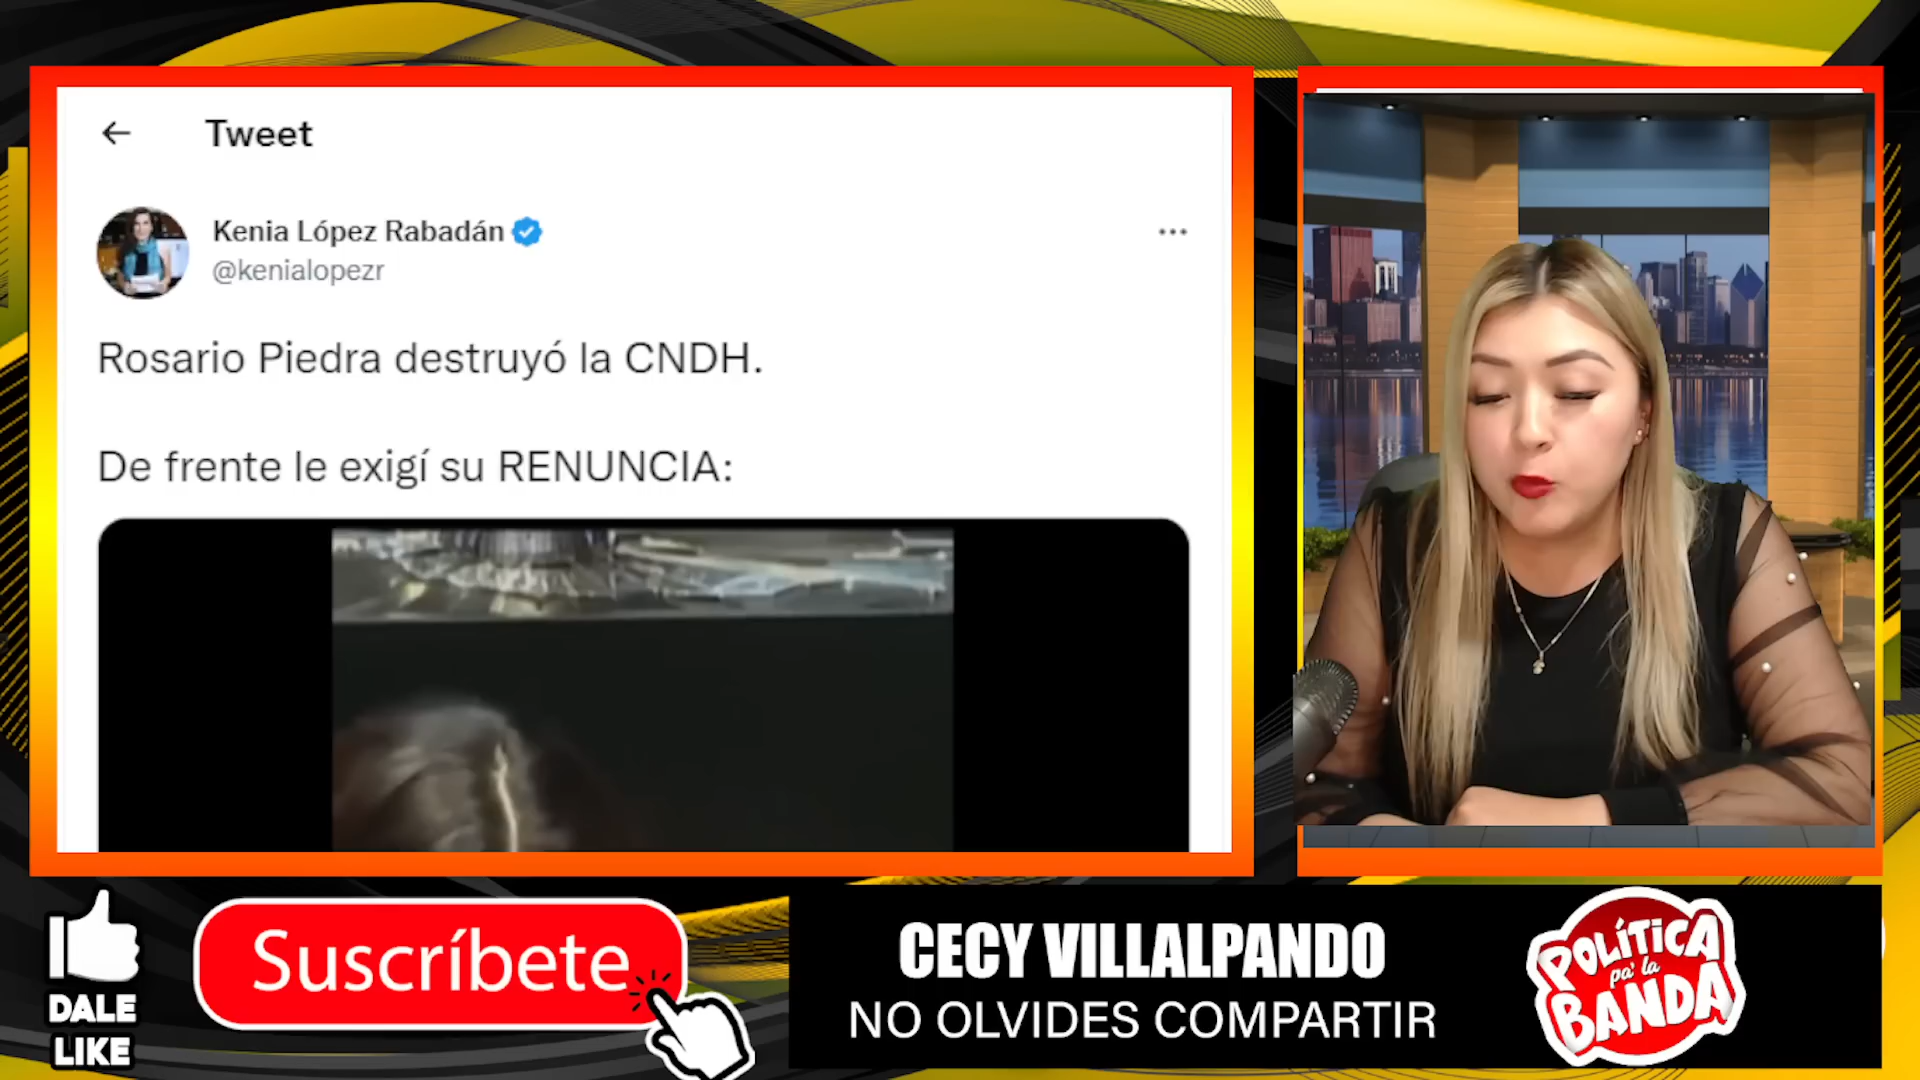 Tweet
Kenia López Rabadán
@kenialopezr
Rosario Piedra destruyó la CNDH.
De frente le exigí su RENUNCIA:
DALE
LIKE
Suscríbete
CECY VILLALPANDO
NO OLVIDES COMPARTIR
POLÍTICA
pa' la
BANDA